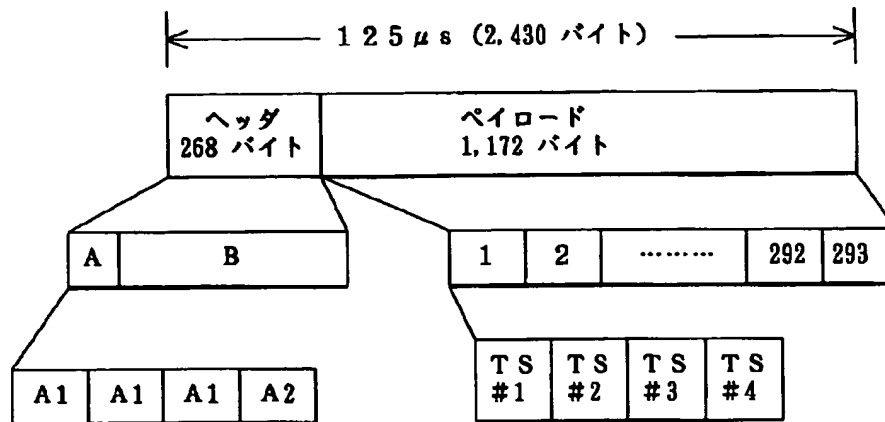 125μs (2,430 バイト)
ヘッダ
268 バイト
ペイロード
1,172 バイト
A B
1 2 ……… 292 293
A1 A1 A1 A2
TS #1 TS #2 TS #3 TS #4